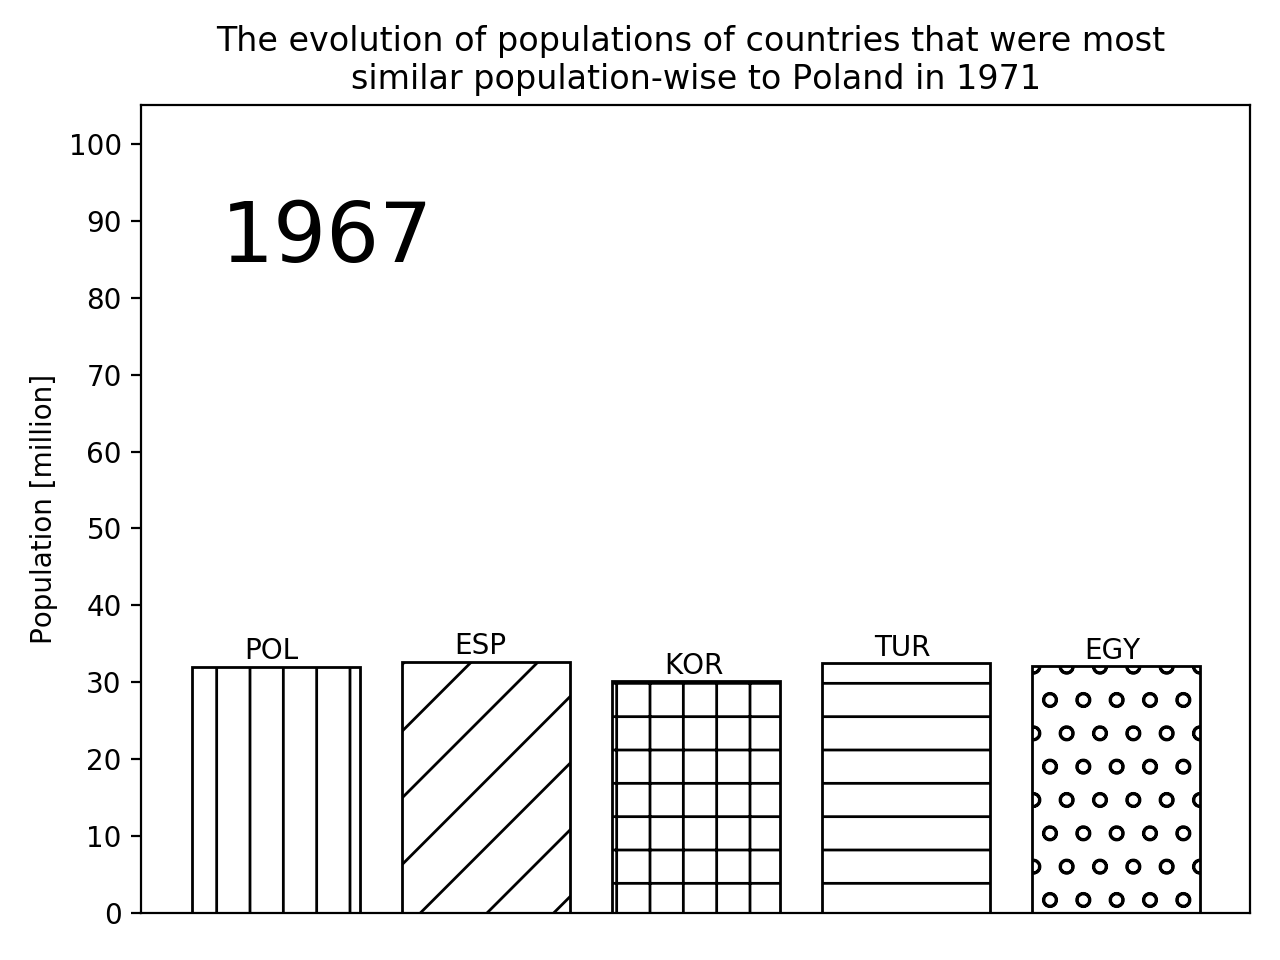 The evolution of populations of countries that were most
similar population-wise to Poland in 1971
Population [million]
100
90
80
70
60
50
40
30
20
10
0
1967
POL
ESP
KOR
TUR
EGY